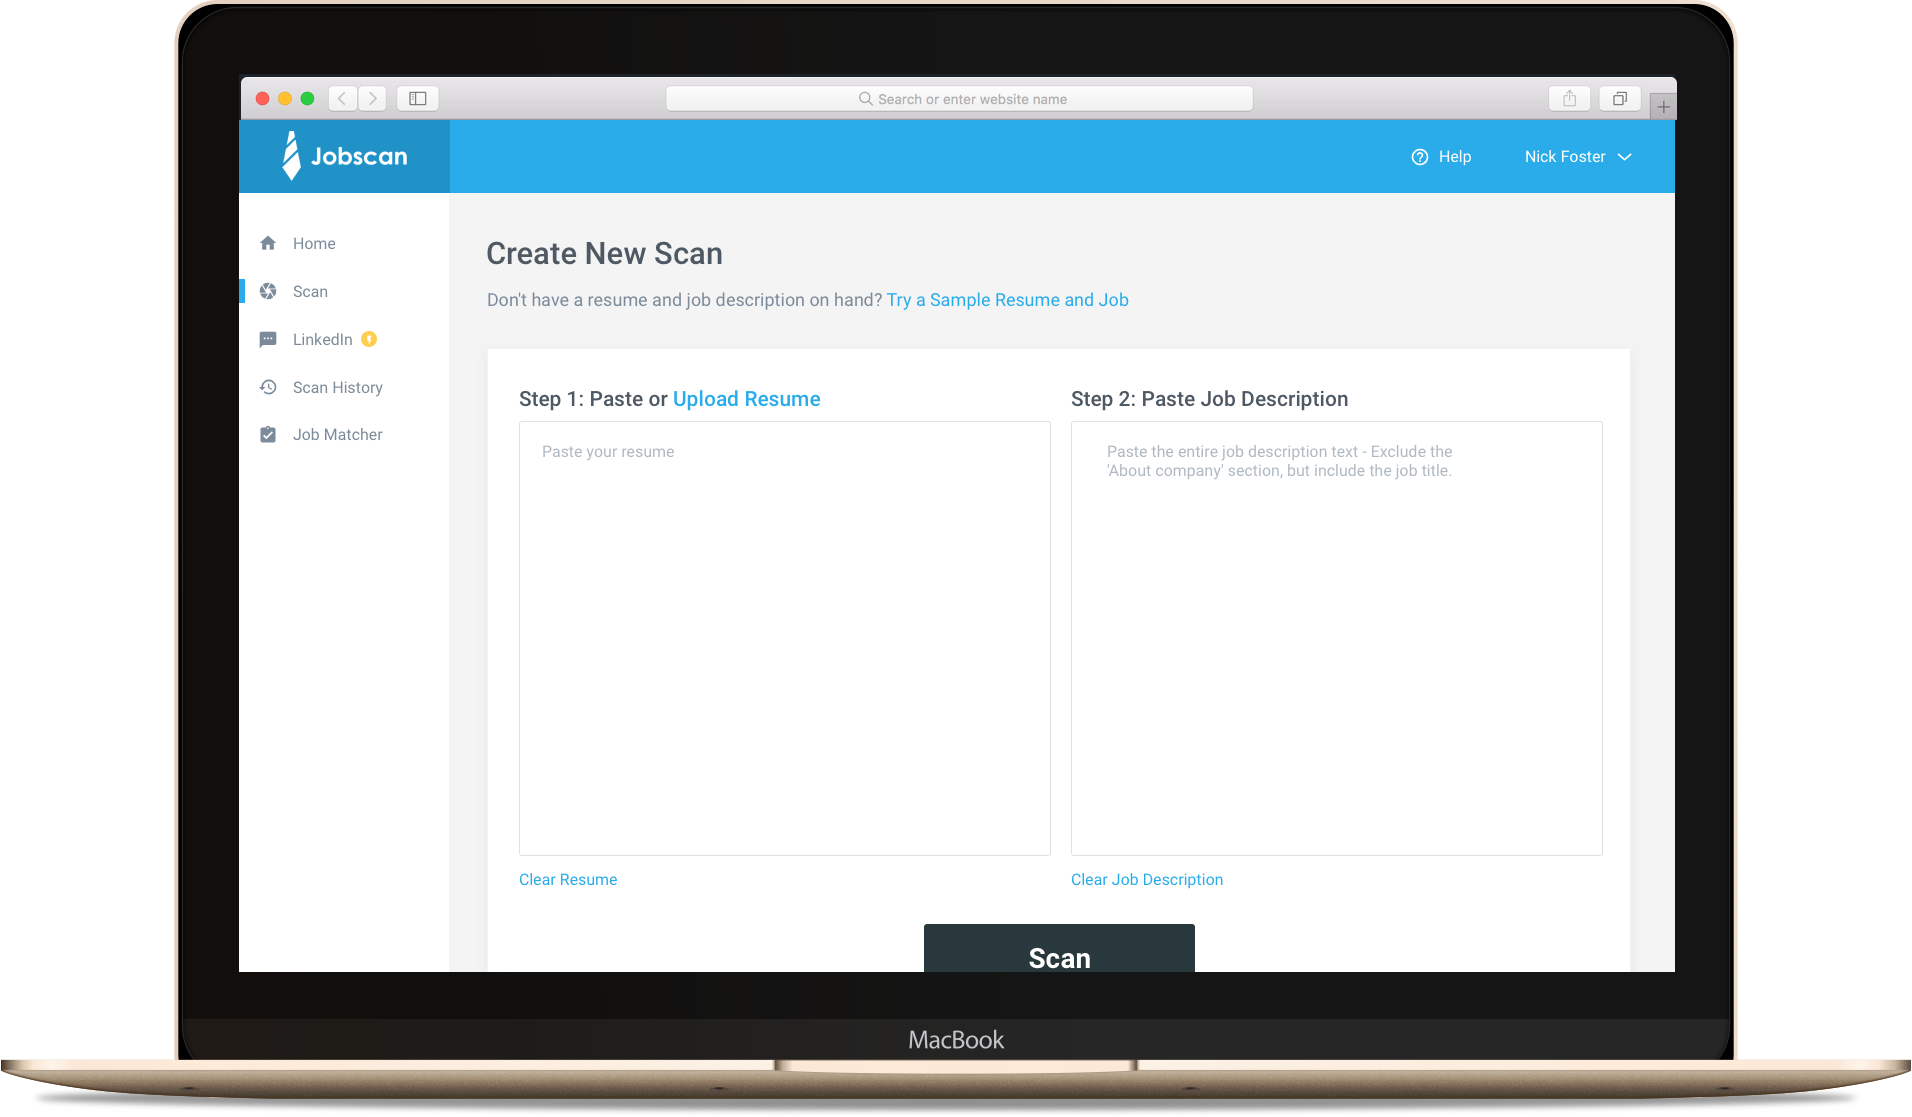 Search or enter website name
Jobscan
Help
Nick Foster
Home
Scan
LinkedIn
Scan History
Job Matcher
Create New Scan
Don't have a resume and job description on hand? Try a Sample Resume and Job
Step 1: Paste or Upload Resume
Paste your resume
Clear Resume
Step 2: Paste Job Description
Paste the entire job description text - Exclude the
'About company' section, but include the job title.
Clear Job Description
Scan
MacBook